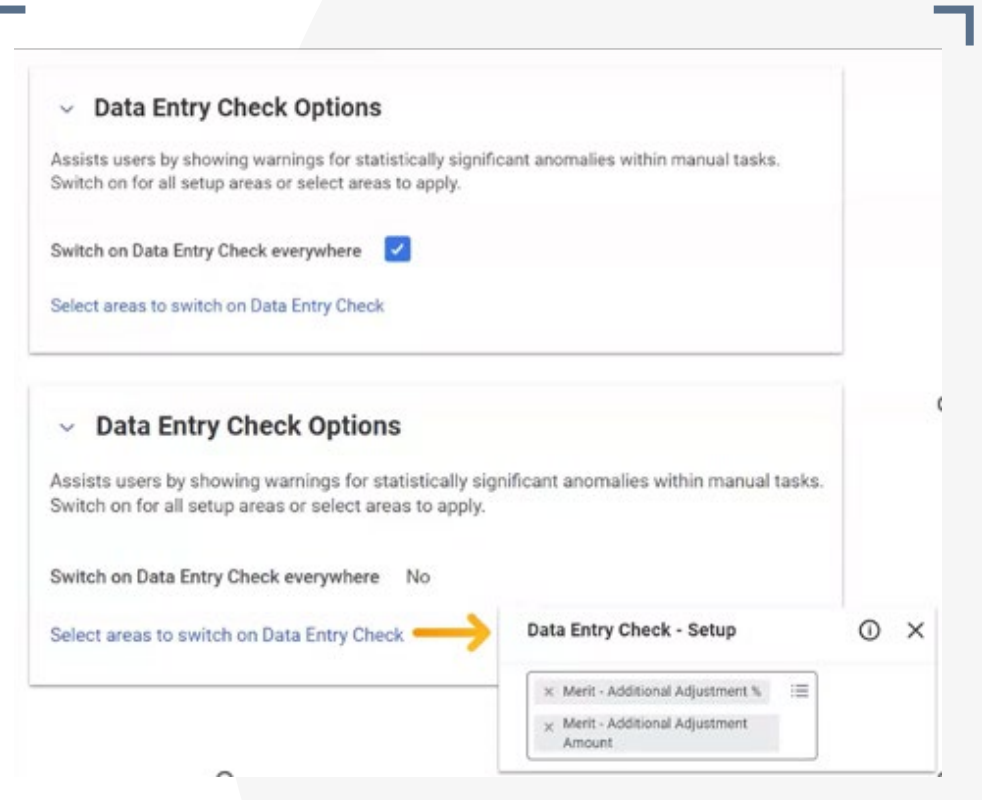 Data Entry Check Options
Assists users by showing warnings for statistically significant anomalies within manual tasks.
Switch on for all setup areas or select areas to apply.
Switch on Data Entry Check everywhere
Select areas to switch on Data Entry Check
Data Entry Check Options
Assists users by showing warnings for statistically significant anomalies within manual tasks.
Switch on for all setup areas or select areas to apply.
Switch on Data Entry Check everywhere No
Select areas to switch on Data Entry Check
Data Entry Check - Setup
Merit - Additional Adjustment %
Merit - Additional Adjustment
Amount